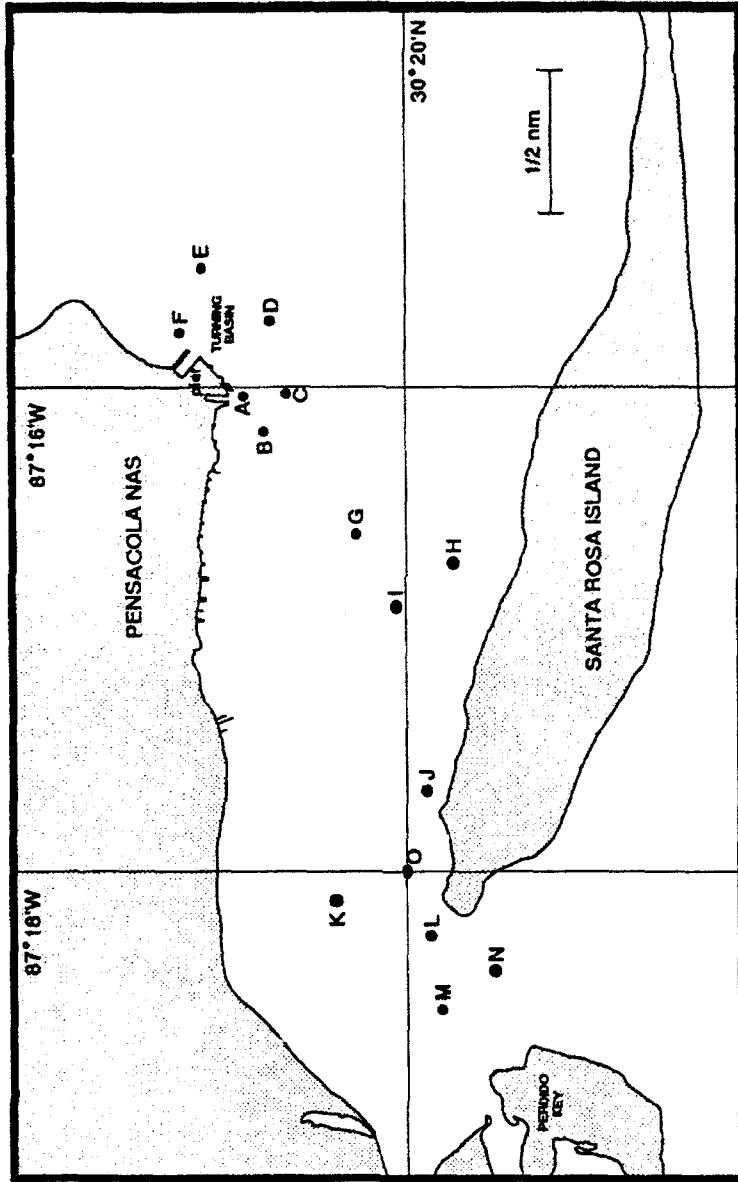 87°18'W
87°16'W
PENSACOLA NAS
pier
F
E
TURNING
BASIN
A
D
B
C
G
30°20'N
K
I
O
J
H
L
M
N
1/2 nm
SANTA ROSA ISLAND
PERDIDO
KEY